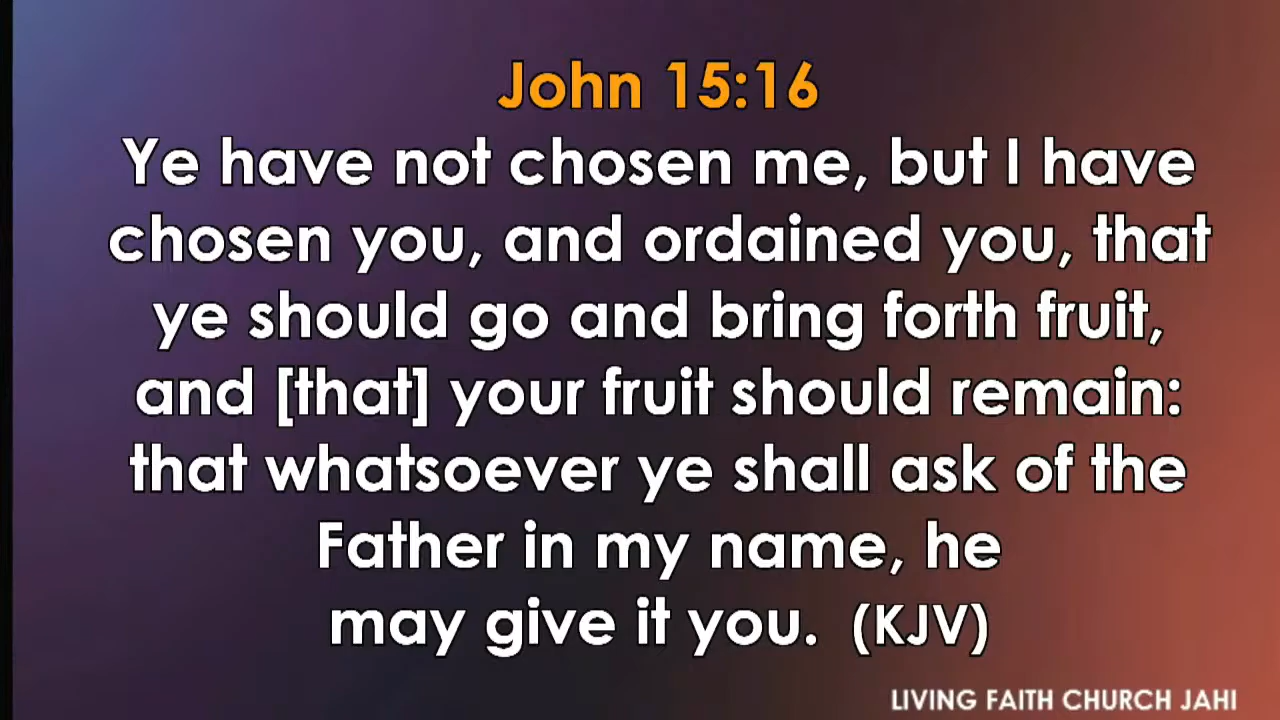 John 15:16
Ye have not chosen me, but I have
chosen you, and ordained you, that
ye should go and bring forth fruit,
and [that] your fruit should remain:
that whatsoever ye shall ask of the
Father in my name, he
may give it you.  (KJV)
LIVING FAITH CHURCH JAHI